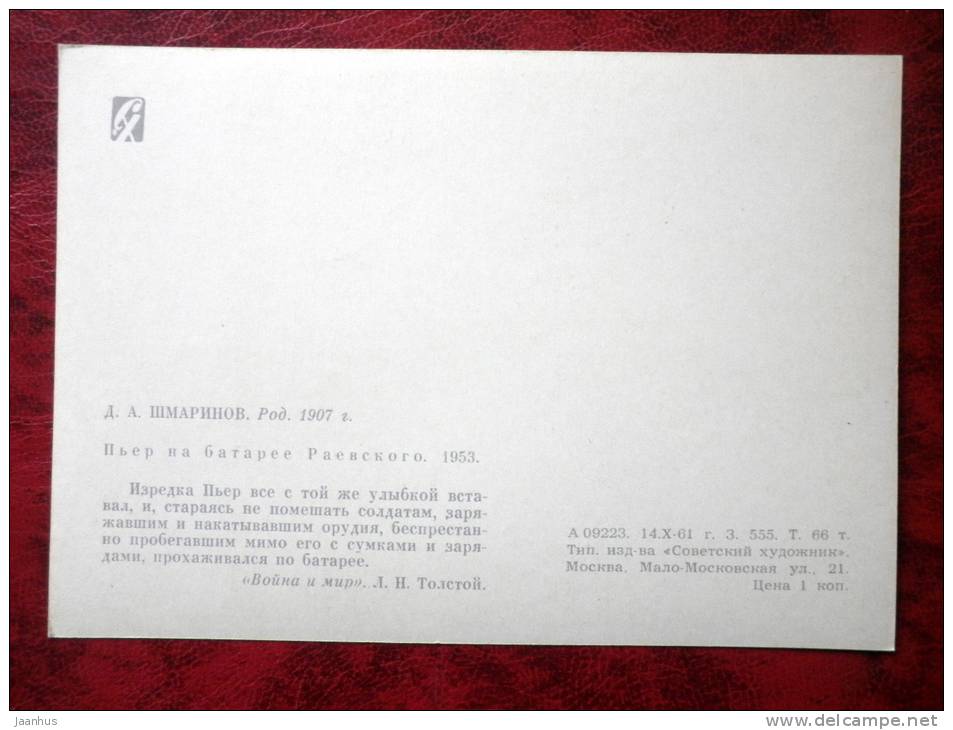 Д. А. ШМАРИНОВ. Род. 1907 г.
Пьер на батарее Раевского. 1953.
Изредка Пьер все с той же улыбкой вста-
вал, и, стараясь не помешать солдатам, заря-
жавшим и накатывавшим орудия, беспрестан-
но пробегавшим мимо его с сумками и заря-
дами, прохаживался по батарее.
«Война и мир». Л. Н. Толстой.
А 09223. 14.X-61 г. З. 555. Т. 66 т.
Тип. изд-ва «Советский художник».
Москва, Мало-Московская ул., 21.
Цена 1 коп.
jaanhus
www.delcampe.net